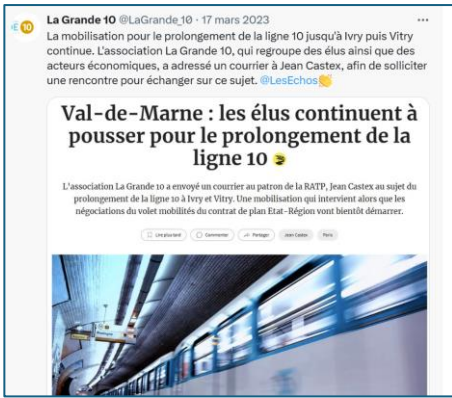 La Grande 10 @LaGrande_10 · 17 mars 2023 ...
La mobilisation pour le prolongement de la ligne 10 jusqu'à Ivry puis Vitry
continue. L'association La Grande 10, qui regroupe des élus ainsi que des
acteurs économiques, a adressé un courrier à Jean Castex, afin de solliciter
une rencontre pour échanger sur ce sujet. @LesEchos👏
Val-de-Marne : les élus continuent à
pousser pour le prolongement de la
ligne 10
L'association La Grande 10 a envoyé un courrier au patron de la RATP, Jean Castex au sujet du
prolongement de la ligne 10 à Ivry et Vitry. Une mobilisation qui intervient alors que les
négociations du volet mobilités du contrat de plan Etat-Région vont bientôt démarrer.
Lire plus tard Commenter Partager Jean Castex Paris